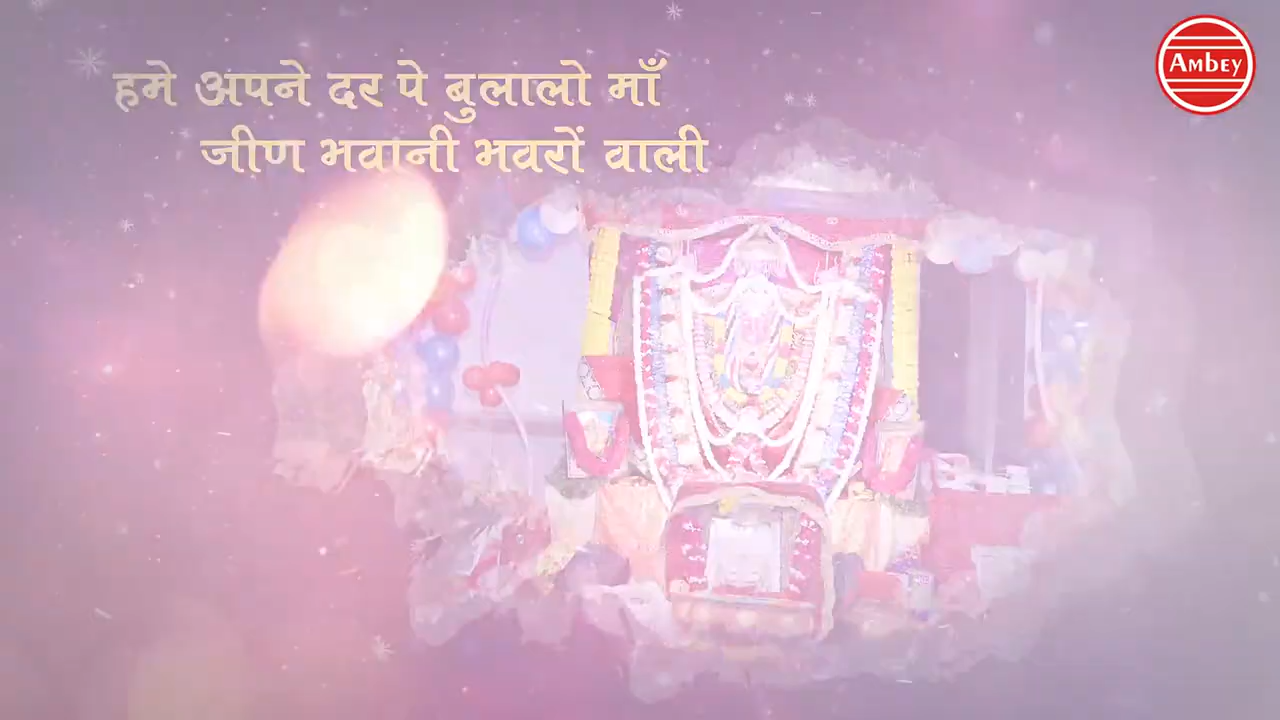 हमे अपने दर पे बुलालो माँ
जीण भवानी भवरों वाली
AMBEY